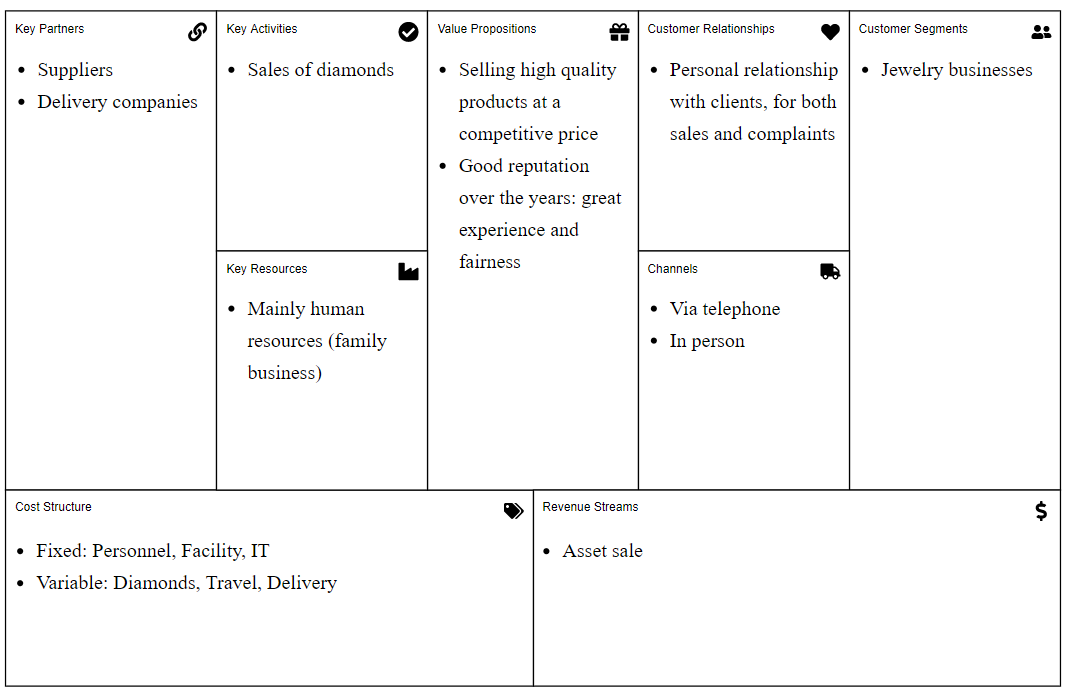 Key Partners
Suppliers
Delivery companies
Key Activities
Sales of diamonds
Key Resources
Mainly human
resources (family
business)
Value Propositions
Selling high quality
products at a
competitive price
Good reputation
over the years: great
experience and
fairness
Customer Relationships
Personal relationship
with clients, for both
sales and complaints
Channels
Via telephone
In person
Customer Segments
Jewelry businesses
Cost Structure
Fixed: Personnel, Facility, IT
Variable: Diamonds, Travel, Delivery
Revenue Streams
Asset sale